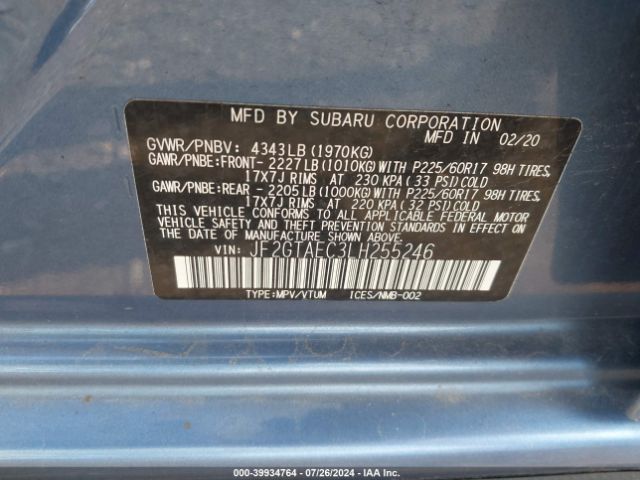 MFD BY SUBARU CORPORATION
GVWR/PNBV: 4343LB(1970KG) MFD IN 02/20
GAWR/PNBE:FRONT- 2227LB(1010KG)WITH P225/60R17 98H TIRES,
17X7J RIMS AT 230 KPA(33 PSI)COLD
GAWR/PNBE:REAR - 2205LB(1000KG)WITH P225/60R17 98H TIRES,
17X7J RIMS AT 220 KPA(32 PSI)COLD
THIS VEHICLE CONFORMS TO ALL APPLICABLE FEDERAL MOTOR
VEHICLE SAFETY AND THEFT PREVENTION STANDARDS IN
EFFECT ON THE DATE OF MANUFACTURE SHOWN ABOVE.
VIN: JF2GTAEC3LH255246
TYPE:MPV/VTUM ICES/NMB-002
000-39934764 - 07/26/2024 - IAA Inc.